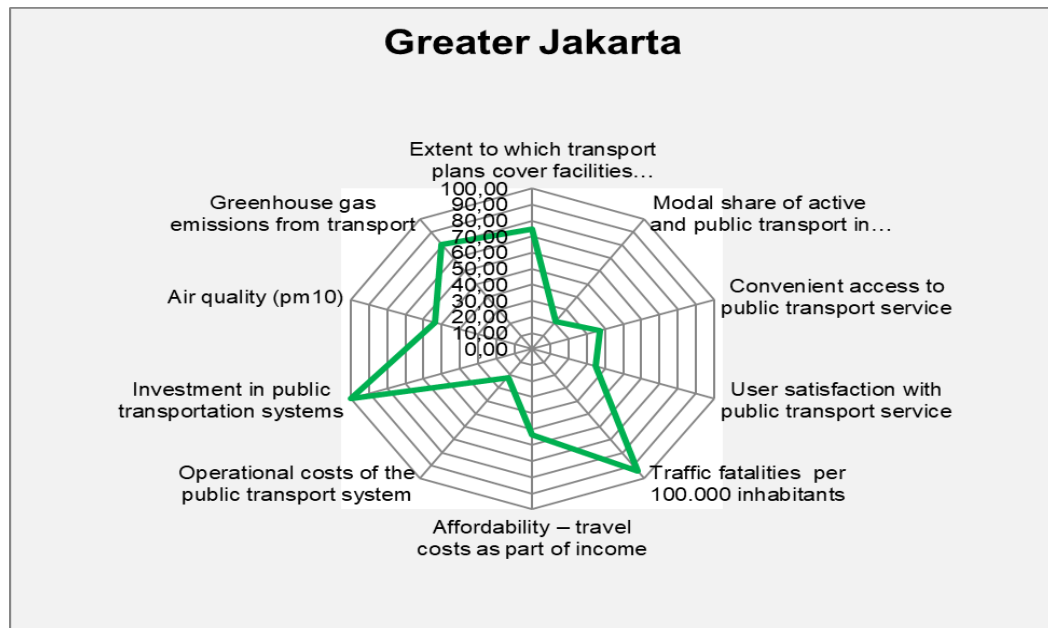 Greater Jakarta
Extent to which transport
plans cover facilities...
Modal share of active
and public transport in...
Convenient access to
public transport service
User satisfaction with
public transport service
Traffic fatalities per
100.000 inhabitants
Affordability – travel
costs as part of income
Operational costs of the
public transport system
Investment in public
transportation systems
Air quality (pm10)
Greenhouse gas
emissions from transport
100,00
90,00
80,00
70,00
60,00
50,00
40,00
30,00
20,00
10,00
0,00